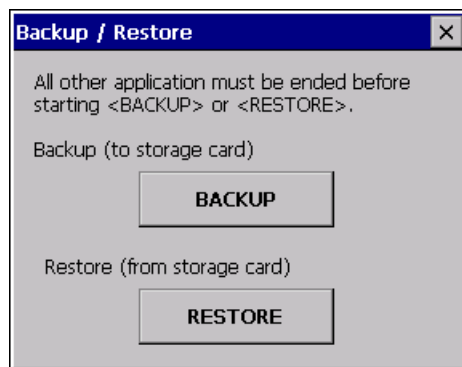 Backup / Restore
All other application must be ended before
starting <BACKUP> or <RESTORE>.
Backup (to storage card)
BACKUP
Restore (from storage card)
RESTORE